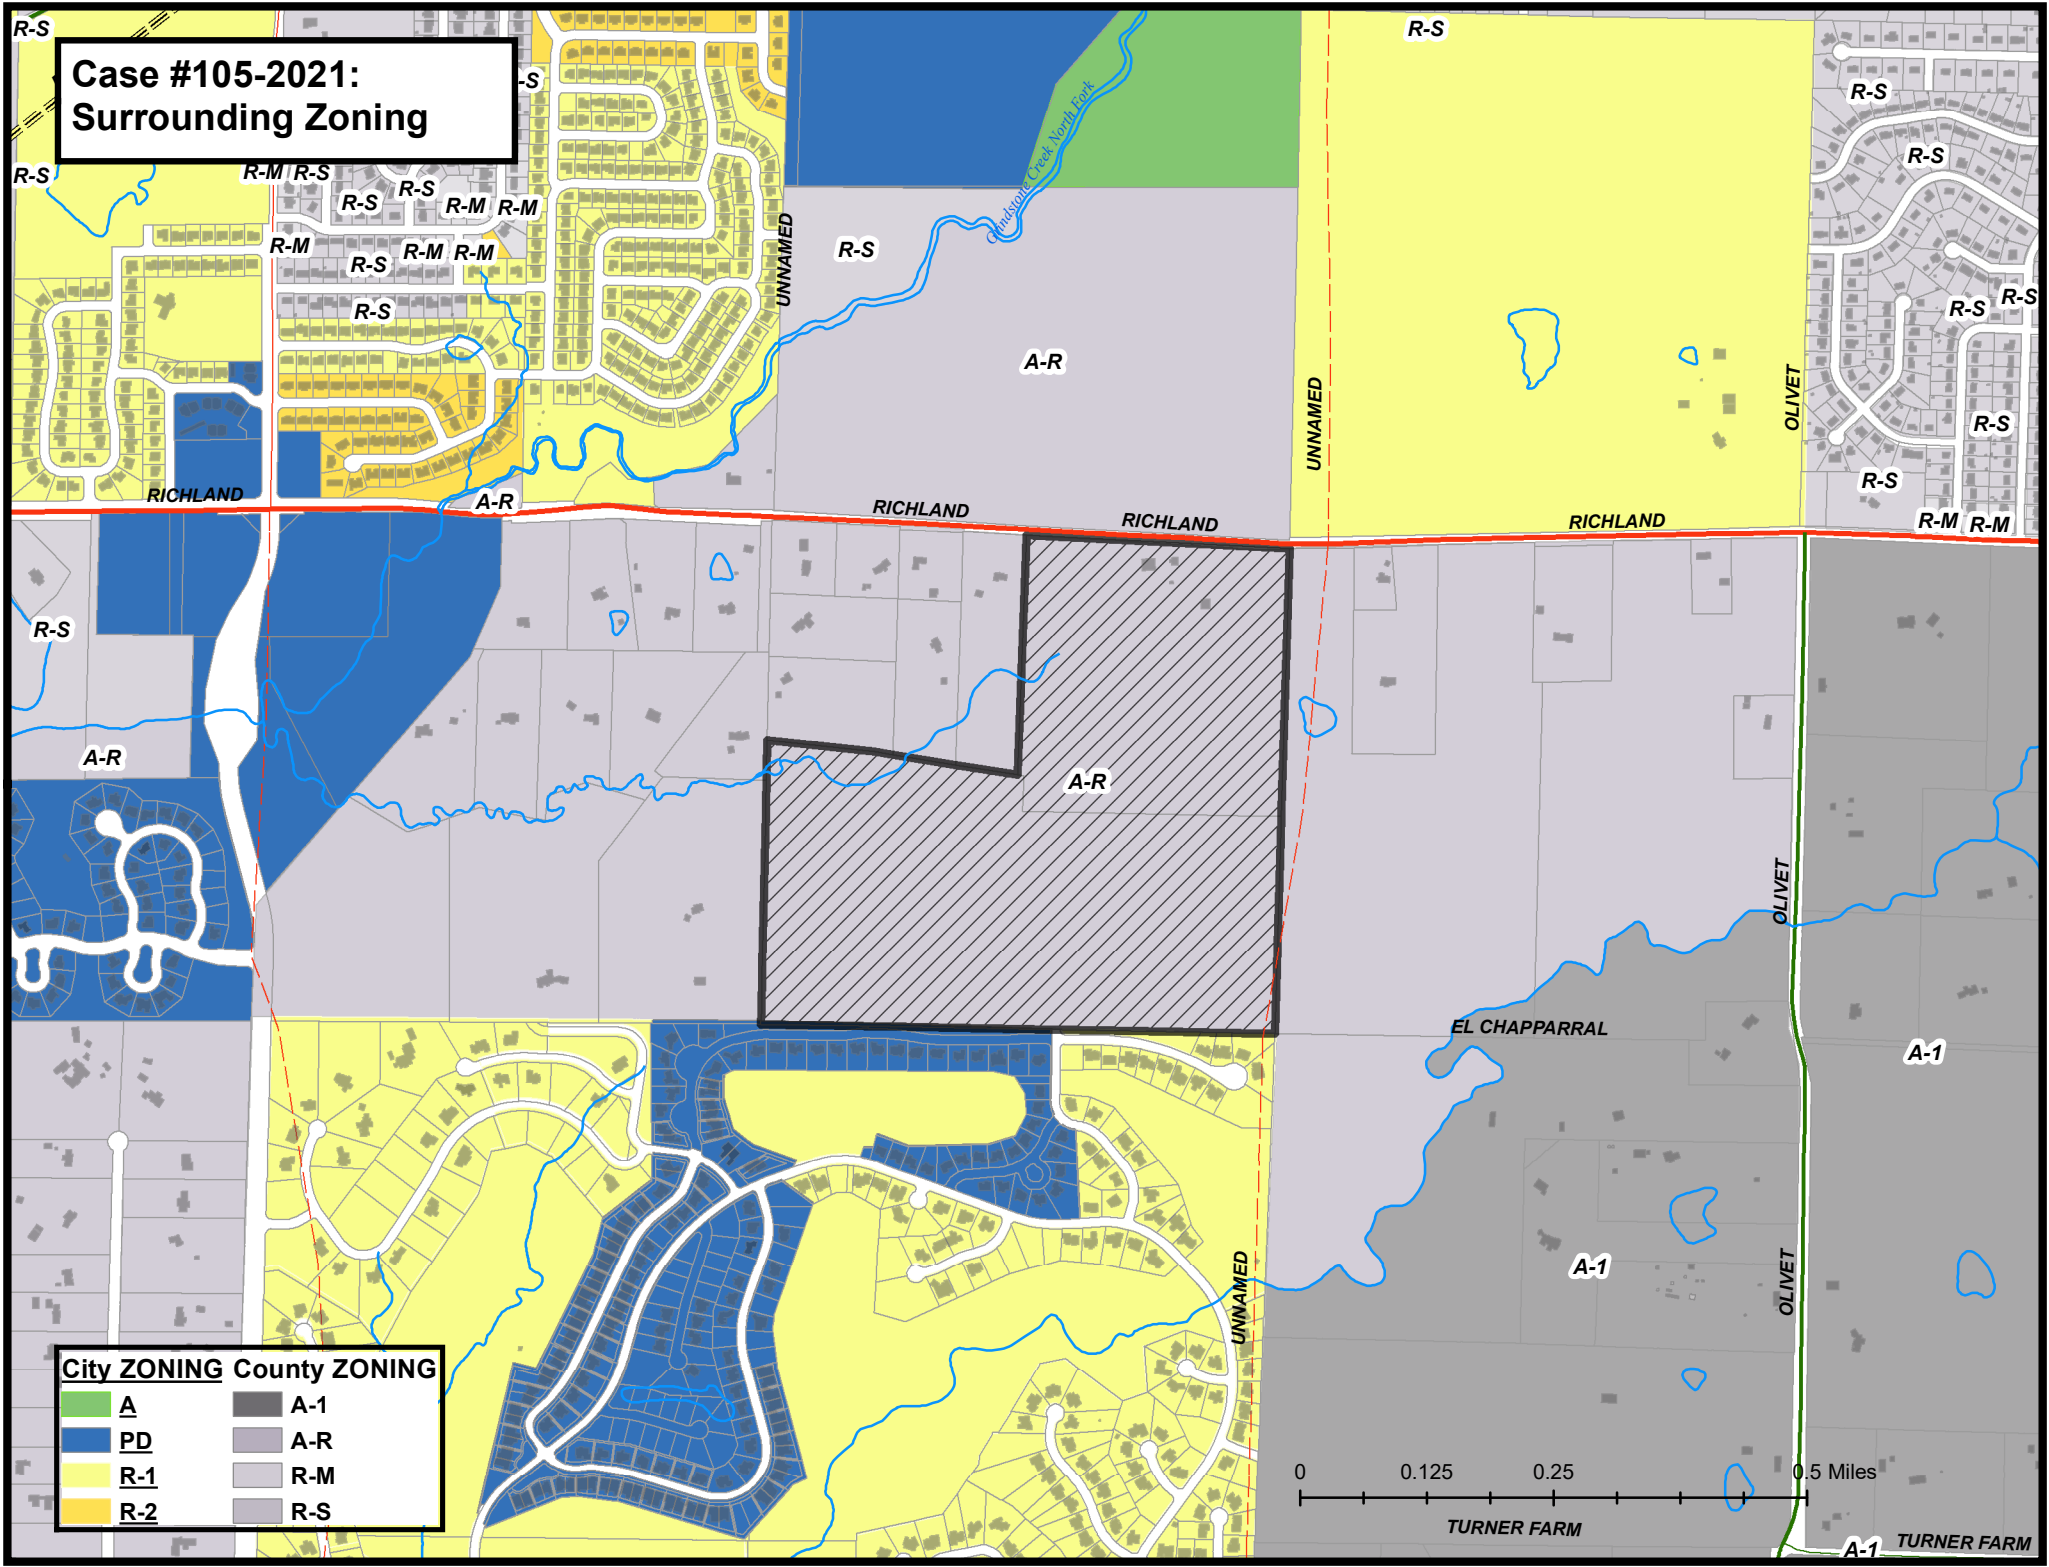 R-S
R-S
Case #105-2021:
Surrounding Zoning
-S
R-S
R-S
R-S
R-M
R-S
R-S
R-S
R-M
R-M
R-M
R-M
R-M
R-S
R-S
UNNAMED
R-S
Grindstone Creek North Fork
A-R
UNNAMED
OLIVET
R-S
R-S
R-S
R-S
R-M
R-M
RICHLAND
A-R
RICHLAND
RICHLAND
RICHLAND
R-S
A-R
A-R
OLIVET
EL CHAPPARRAL
A-1
A-1
UNNAMED
OLIVET
City ZONING
County ZONING
A
A-1
PD
A-R
R-1
R-M
R-2
R-S
0
0.125
0.25
0.5 Miles
TURNER FARM
A-1
TURNER FARM